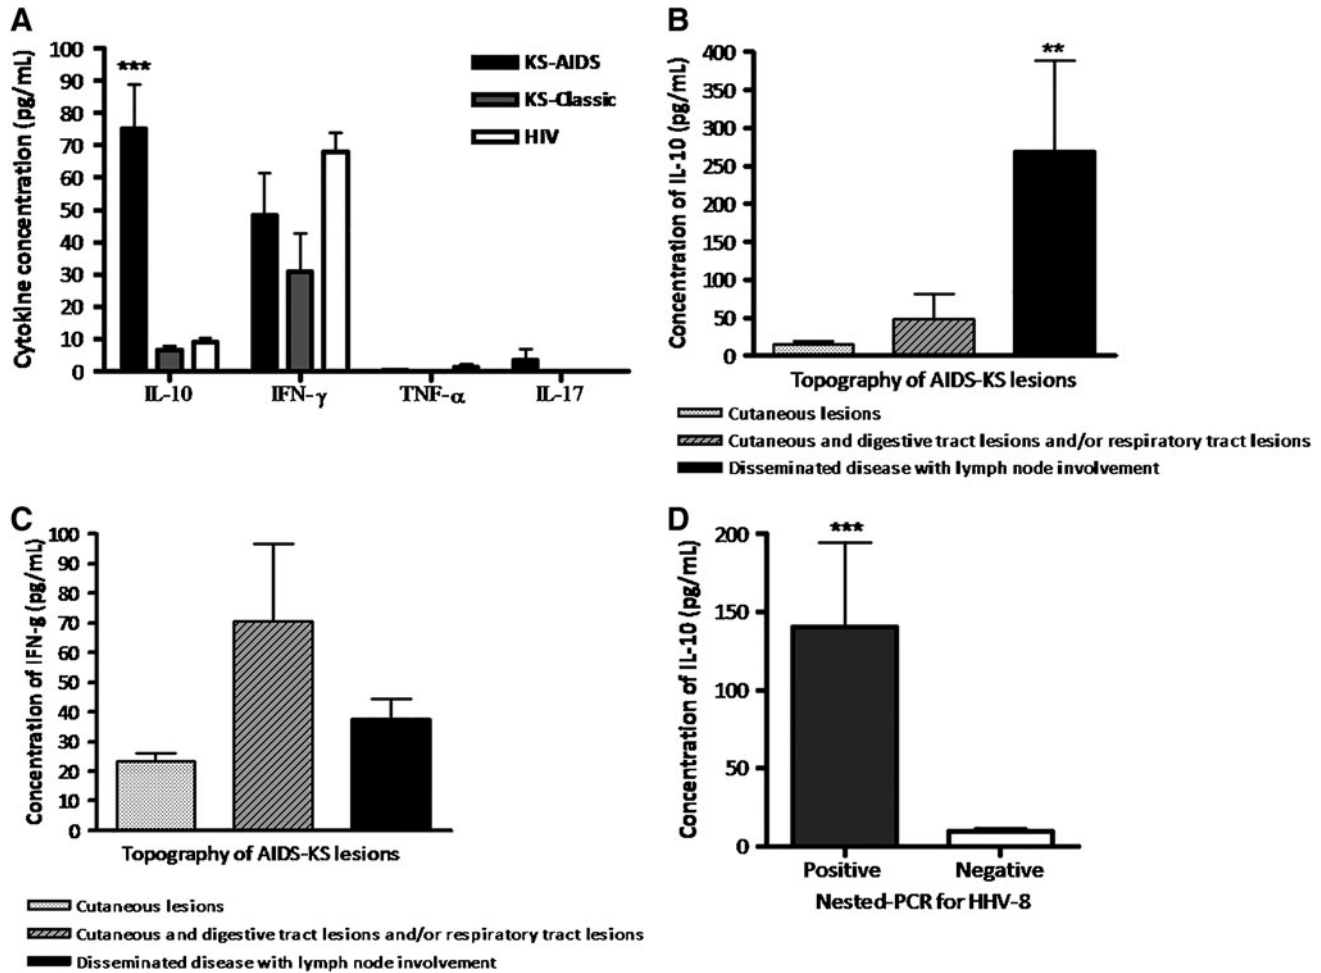 A
Cytokine concentration (pg/mL)
100
90
80
70
60
50
40
30
20
10
0
***
KS-AIDS
KS-Classic
HIV
IL-10 IFN-γ TNF-α IL-17
B
Concentration of IL-10 (pg/mL)
400
350
300
250
200
150
100
50
0
**
Topography of AIDS-KS lesions
Cutaneous lesions
Cutaneous and digestive tract lesions and/or respiratory tract lesions
Disseminated disease with lymph node involvement
C
Concentration of IFN-g (pg/mL)
100
90
80
70
60
50
40
30
20
10
0
Topography of AIDS-KS lesions
Cutaneous lesions
Cutaneous and digestive tract lesions and/or respiratory tract lesions
Disseminated disease with lymph node involvement
D
Concentration of IL-10 (pg/mL)
200
150
100
50
0
***
Positive Negative
Nested-PCR for HHV-8